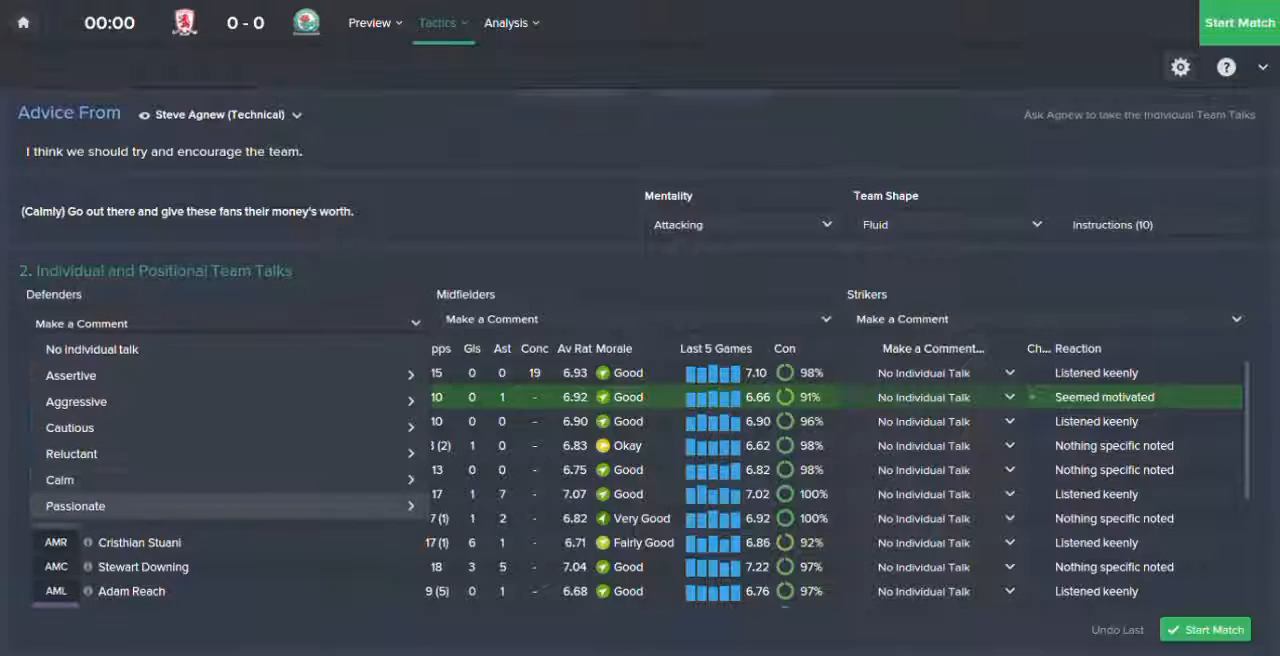 00:00 0 - 0 Preview Tactics Analysis Start Match
?
Advice From Steve Agnew (Technical) Ask Agnew to take the Individual Team Talks
I think we should try and encourage the team.
Mentality Team Shape
(Calmly) Go out there and give these fans their money's worth.
Attacking Fluid Instructions (10)
2. Individual and Positional Team Talks
Defenders Midfielders Strikers
Make a Comment Make a Comment Make a Comment
No individual talk pps Gls Ast Conc Av Rat Morale Last 5 Games Con Make a Comment... Ch... Reaction
Assertive 15 0 0 19 6.93 Good 7.10 98% No Individual Talk Listened keenly
Aggressive 10 0 1 - 6.92 Good 6.66 91% No Individual Talk Seemed motivated
Cautious 10 0 0 - 6.90 Good 6.90 96% No Individual Talk Listened keenly
Reluctant (2) 1 0 - 6.83 Okay 6.62 98% No Individual Talk Nothing specific noted
Calm 13 0 0 - 6.75 Good 6.82 98% No Individual Talk Nothing specific noted
Passionate 17 1 7 - 7.07 Good 7.02 100% No Individual Talk Listened keenly
7 (1) 1 2 - 6.82 Very Good 6.92 100% No Individual Talk Nothing specific noted
AMR Cristhian Stuani 17 (1) 6 1 - 6.71 Fairly Good 6.86 92% No Individual Talk Listened keenly
AMC Stewart Downing 18 3 5 - 7.04 Good 7.22 97% No Individual Talk Nothing specific noted
AML Adam Reach 9 (5) 0 1 - 6.68 Good 6.76 97% No Individual Talk Listened keenly
Undo Last Start Match